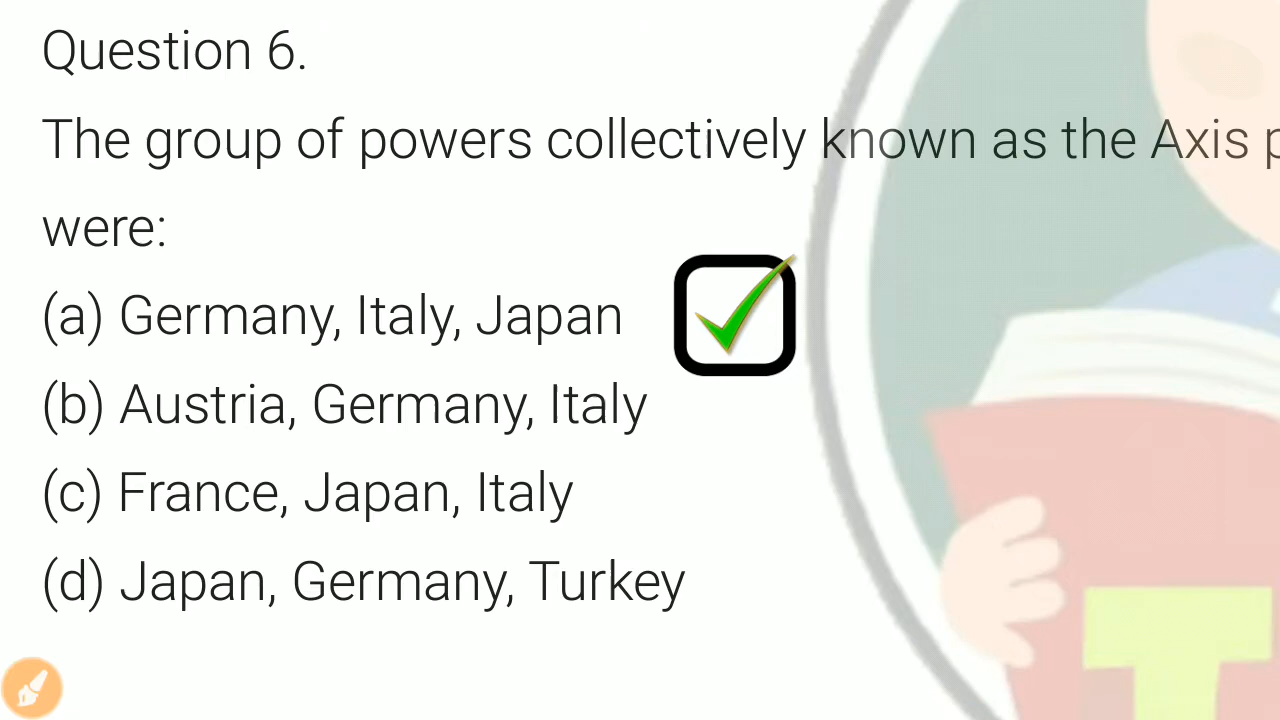 Question 6.
The group of powers collectively known as the Axis p
were:
(a) Germany, Italy, Japan
(b) Austria, Germany, Italy
(c) France, Japan, Italy
(d) Japan, Germany, Turkey
T